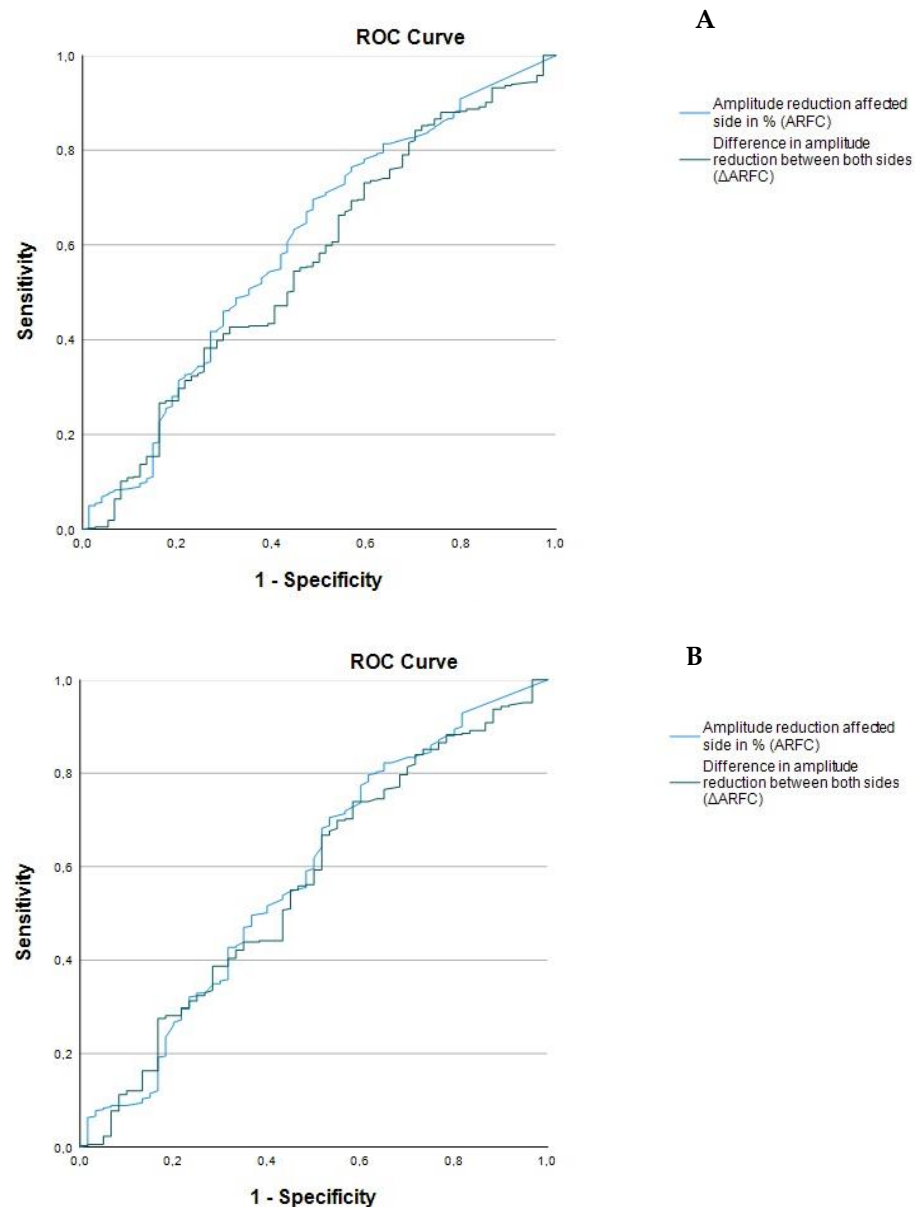 A
ROC Curve
1,0
0,8
0,6
0,4
0,2
0,0
0,0 0,2 0,4 0,6 0,8 1,0
Sensitivity
1 - Specificity
Amplitude reduction affected
side in % (ARFC)
Difference in amplitude
reduction between both sides
(ΔARFC)
B
ROC Curve
1,0
0,8
0,6
0,4
0,2
0,0
0,0 0,2 0,4 0,6 0,8 1,0
Sensitivity
1 - Specificity
Amplitude reduction affected
side in % (ARFC)
Difference in amplitude
reduction between both sides
(ΔARFC)